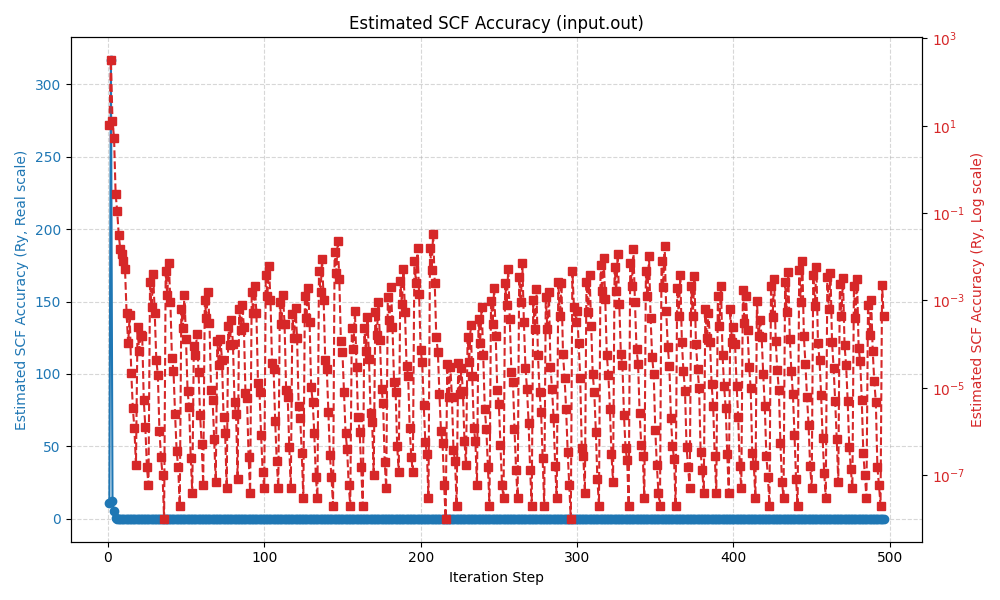 Estimated SCF Accuracy (input.out)
Estimated SCF Accuracy (Ry, Real scale)
300
250
200
150
100
50
0
10³
10¹
10⁻¹
10⁻³
10⁻⁵
10⁻⁷
Estimated SCF Accuracy (Ry, Log scale)
0 100 200 300 400 500
Iteration Step